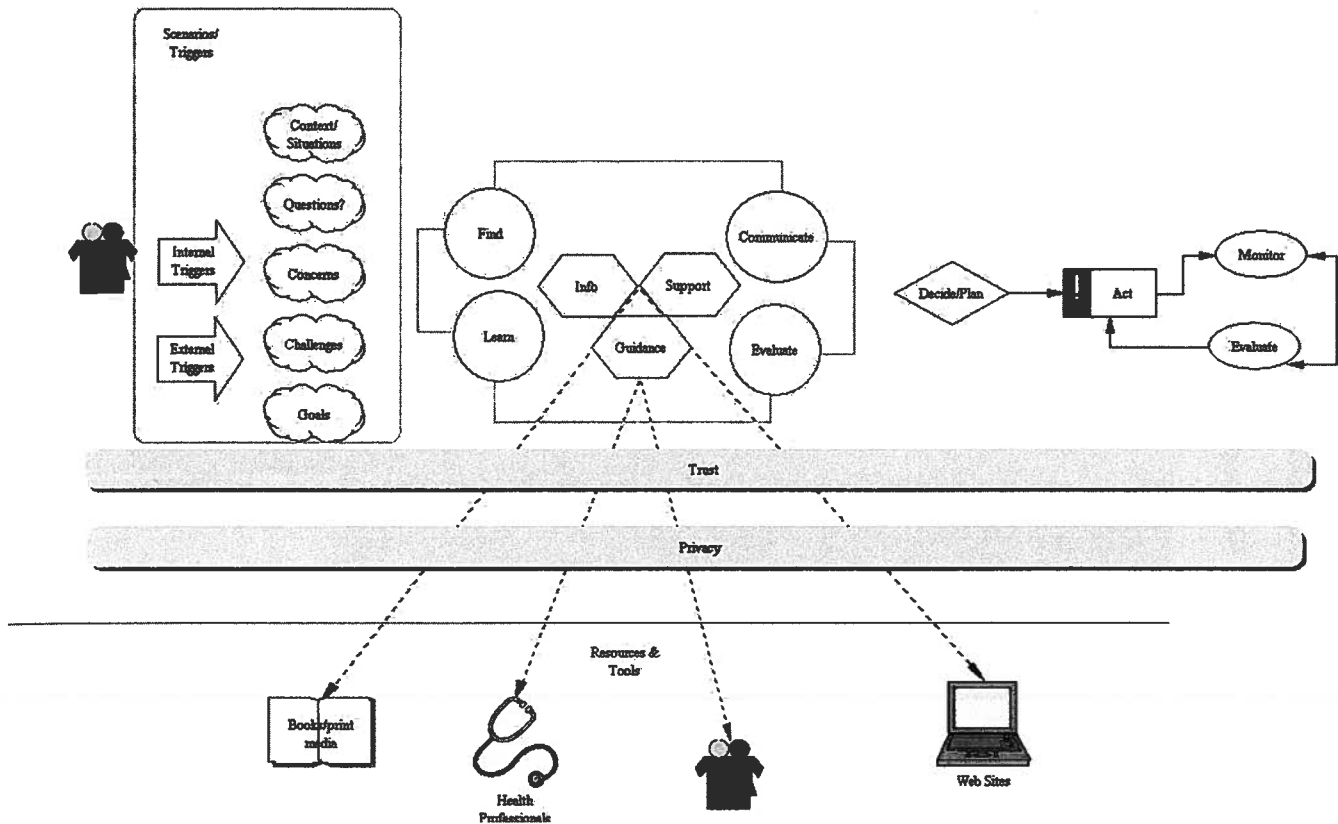 Scenarios/
Triggers
Context/
Situations
Questions?
Internal
Triggers
Concerns
External
Triggers
Challenges
Goals
Find
Communicate
Info
Support
Learn
Guidance
Evaluate
Decide/Plan
!
Act
Monitor
Evaluate
Trust
Privacy
Resources &
Tools
Books/print
media
Health
Professionals
Web Sites